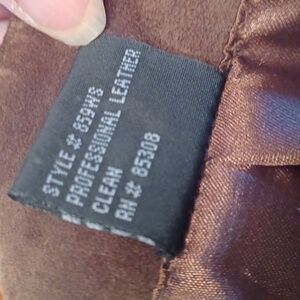 STYLE # 859WS
PROFESSIONAL LEATHER
CLEAN
RN # 85308